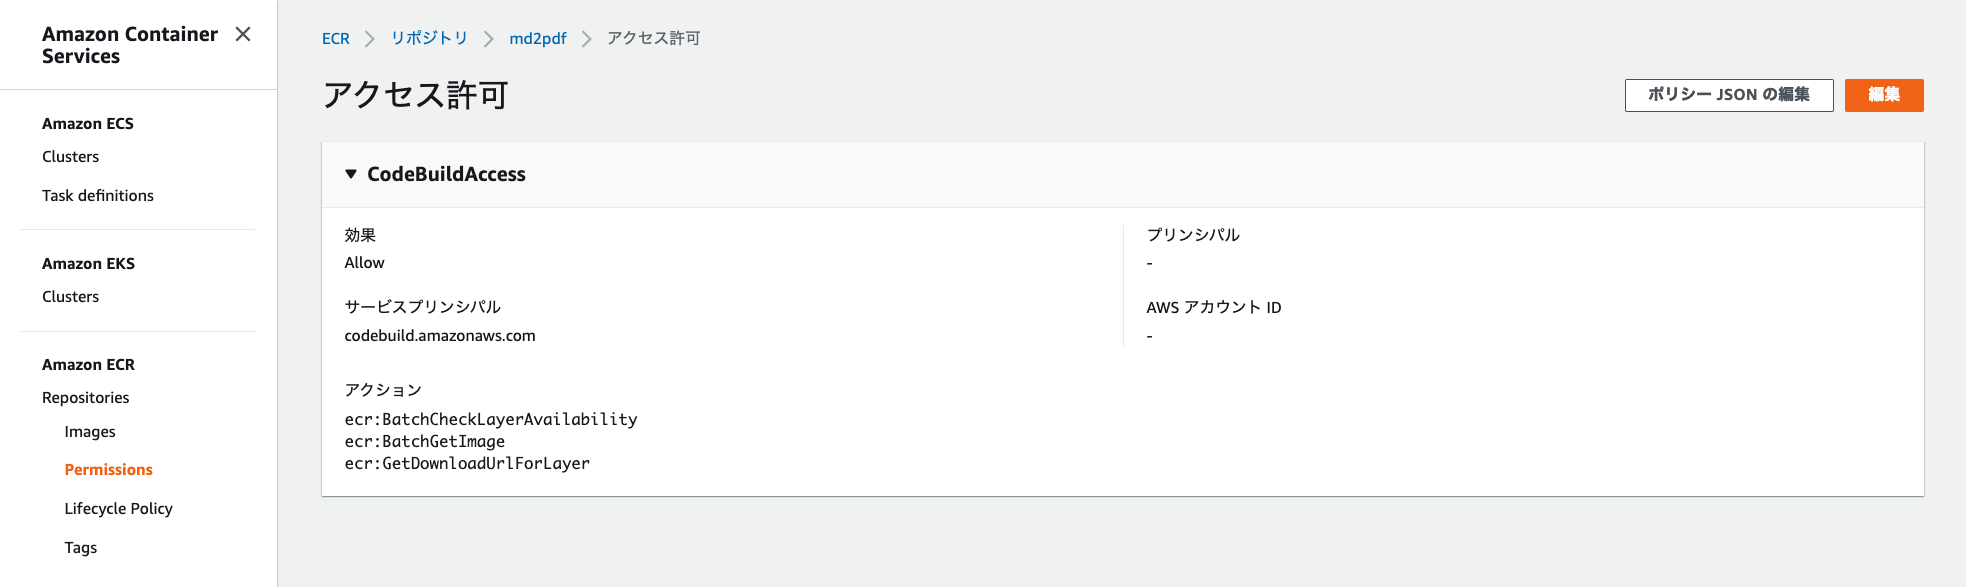 Amazon Container
Services
Amazon ECS
Clusters
Task definitions
Amazon EKS
Clusters
Amazon ECR
Repositories
Images
Permissions
Lifecycle Policy
Tags
ECR リポジトリ md2pdf アクセス許可
アクセス許可
ポリシー JSON の編集
編集
CodeBuildAccess
効果
Allow
プリンシパル
-
サービスプリンシパル
codebuild.amazonaws.com
AWS アカウント ID
-
アクション
ecr:BatchCheckLayerAvailability
ecr:BatchGetImage
ecr:GetDownloadUrlForLayer